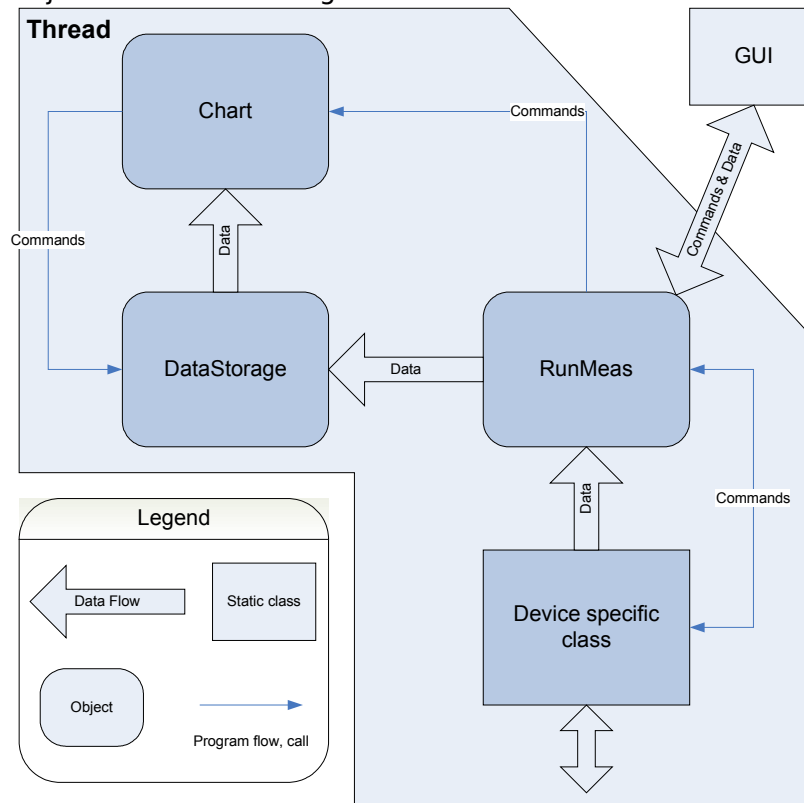 Thread
GUI
Chart
Commands
Commands & Data
Commands
Data
DataStorage
Data
RunMeas
Data
Commands
Device specific
class
Legend
Data Flow
Static class
Object
Program flow, call